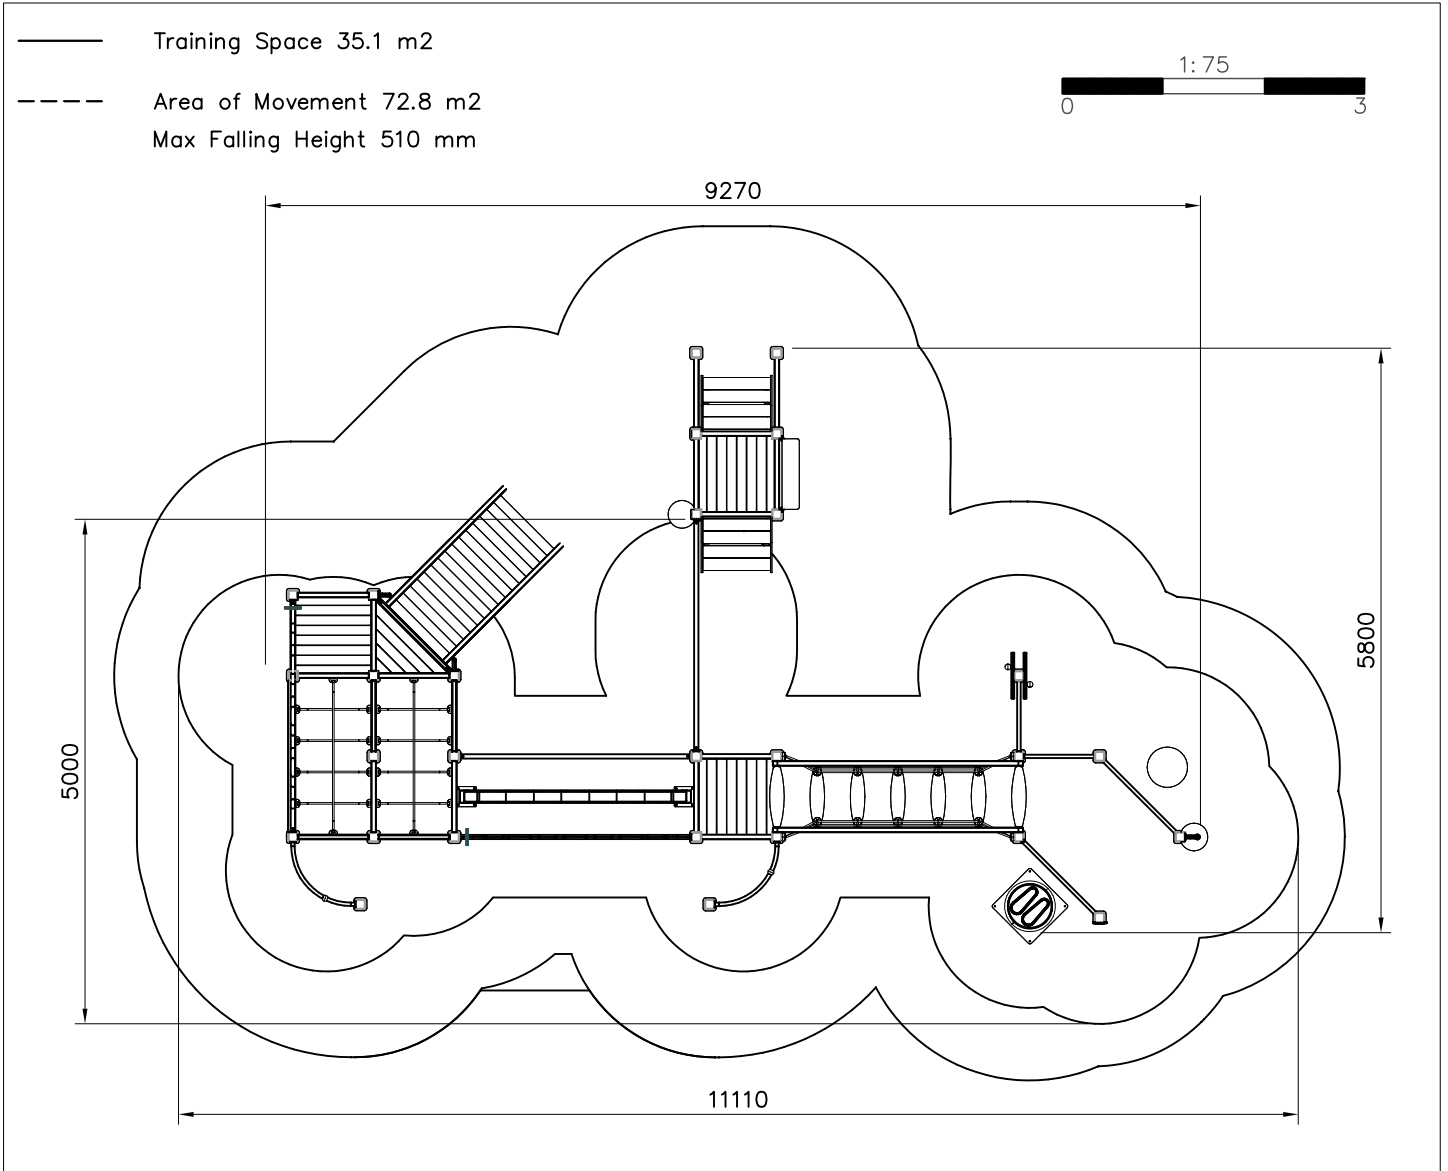 Training Space 35.1 m2
1:75
Area of Movement 72.8 m2
0 3
Max Falling Height 510 mm
9270
5800
5000
11110